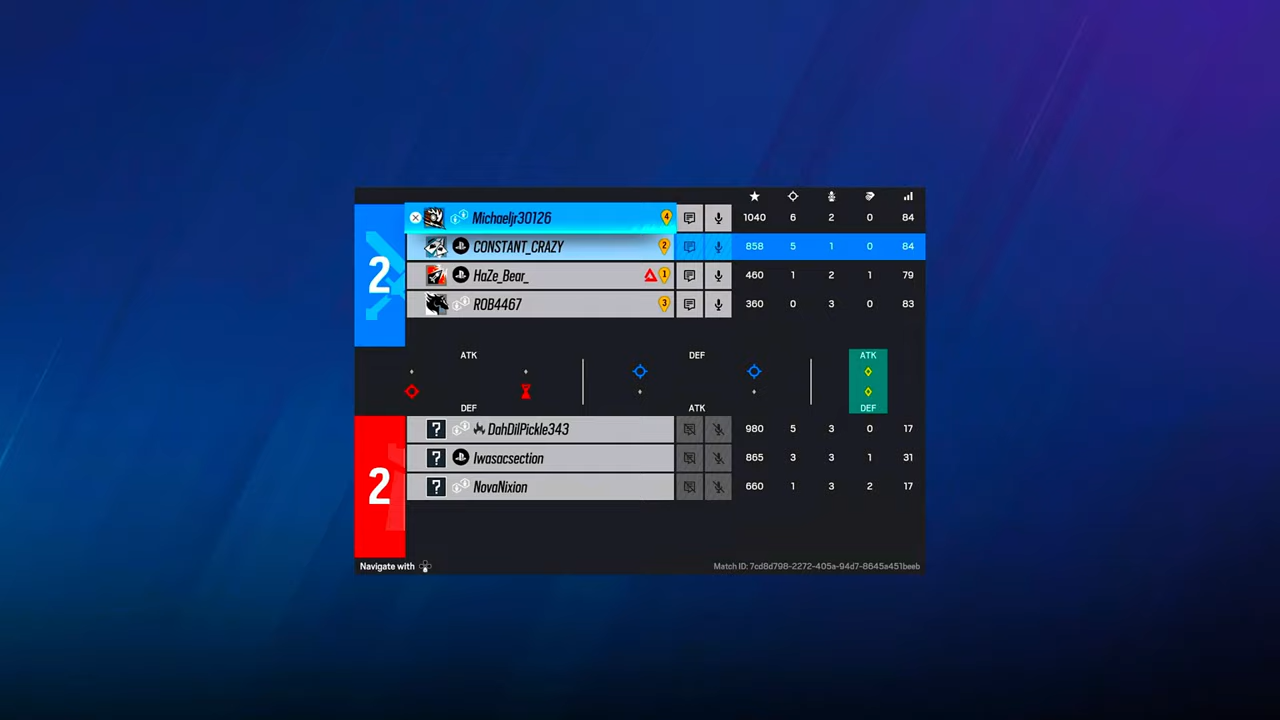 2
Michaeljr30126 4 1040 6 2 0 84
CONSTANT_CRAZY 2 858 5 1 0 84
HaZe_Bear_ 1 460 1 2 1 79
ROB4467 3 360 0 3 0 83
ATK DEF ATK
DEF ATK DEF
2
? DahDilPickle343 980 5 3 0 17
? Iwasacsection 865 3 3 1 31
? NovaNixion 660 1 3 2 17
Navigate with Match ID: 7cd8d798-2272-405a-94d7-8645a451beeb